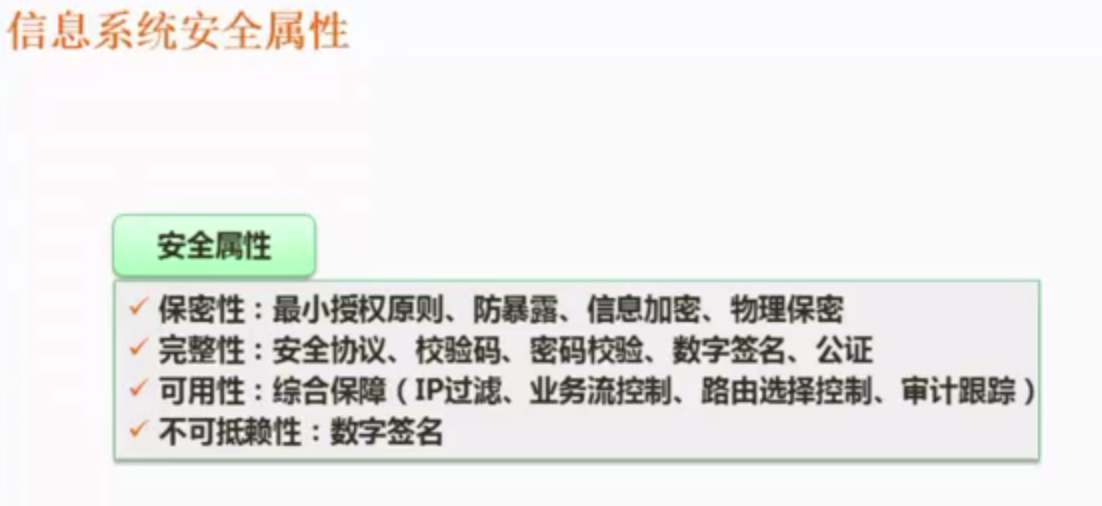 信息系统安全属性
安全属性
✓ 保密性：最小授权原则、防暴露、信息加密、物理保密
✓ 完整性：安全协议、校验码、密码校验、数字签名、公证
✓ 可用性：综合保障（IP过滤、业务流控制、路由选择控制、审计跟踪）
✓ 不可抵赖性：数字签名